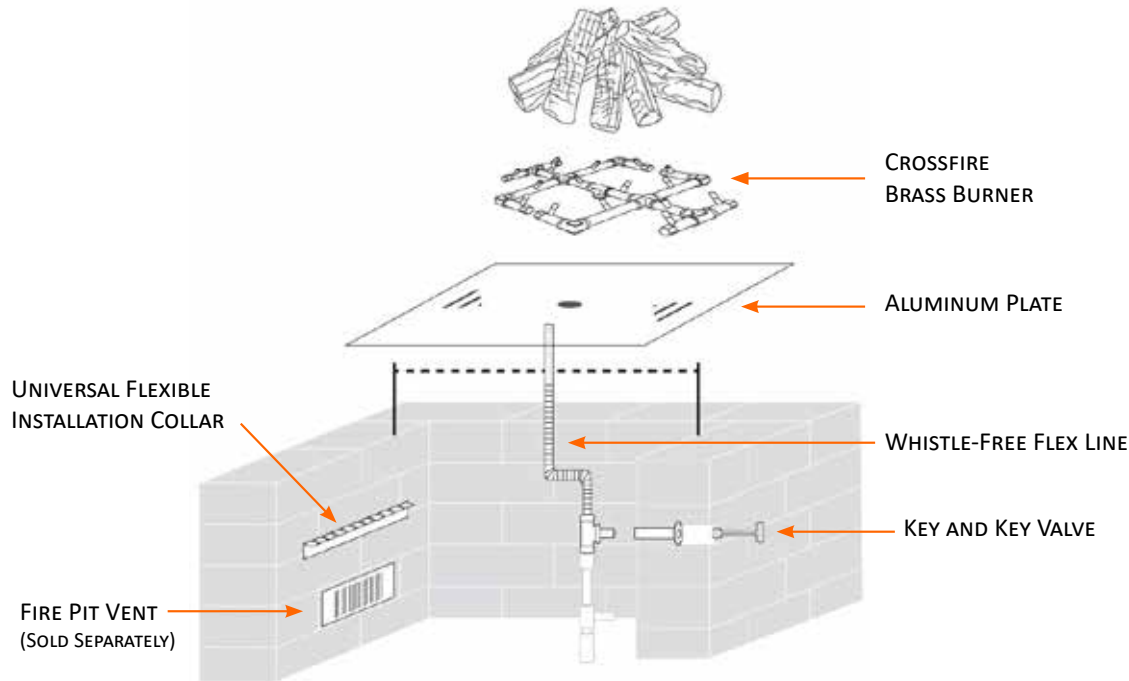 CROSSFIRE
BRASS BURNER
ALUMINUM PLATE
UNIVERSAL FLEXIBLE
INSTALLATION COLLAR
WHISTLE-FREE FLEX LINE
KEY AND KEY VALVE
FIRE PIT VENT
(SOLD SEPARATELY)